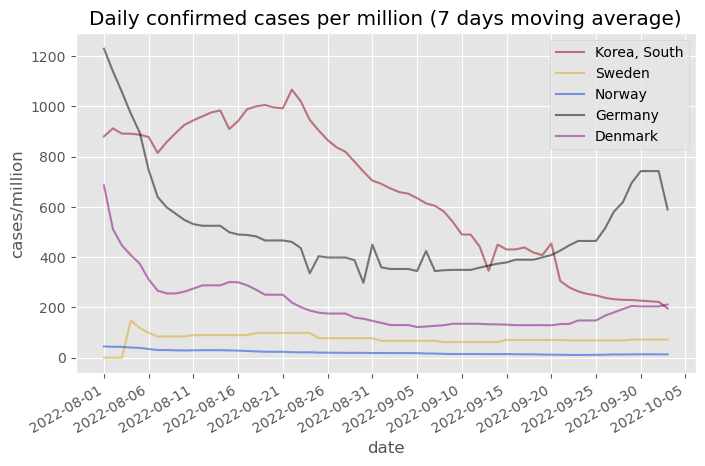 Daily confirmed cases per million (7 days moving average)
Korea, South
Sweden
Norway
Germany
Denmark
cases/million
1200
1000
800
600
400
200
0
2022-08-01
2022-08-06
2022-08-11
2022-08-16
2022-08-21
2022-08-26
2022-08-31
2022-09-05
2022-09-10
2022-09-15
2022-09-20
2022-09-25
2022-09-30
2022-10-05
date